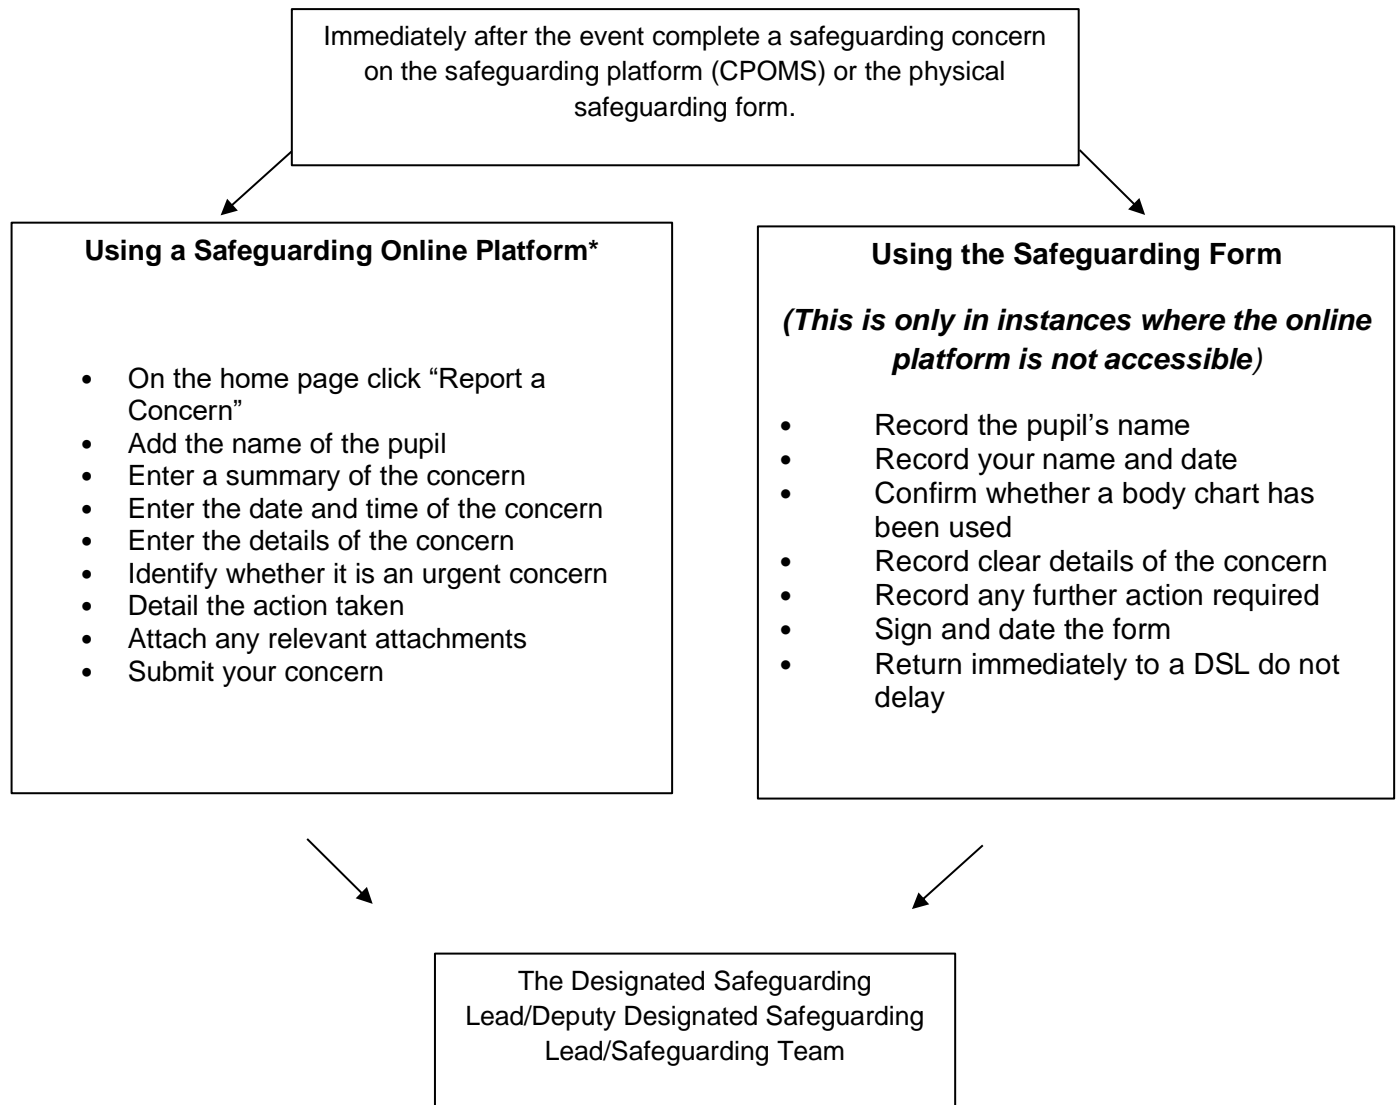 Immediately after the event complete a safeguarding concern
on the safeguarding platform (CPOMS) or the physical
safeguarding form.
Using a Safeguarding Online Platform*
• On the home page click “Report a
Concern”
• Add the name of the pupil
• Enter a summary of the concern
• Enter the date and time of the concern
• Enter the details of the concern
• Identify whether it is an urgent concern
• Detail the action taken
• Attach any relevant attachments
• Submit your concern
Using the Safeguarding Form
(This is only in instances where the online
platform is not accessible)
• Record the pupil’s name
• Record your name and date
• Confirm whether a body chart has
been used
• Record clear details of the concern
• Record any further action required
• Sign and date the form
• Return immediately to a DSL do not
delay
The Designated Safeguarding
Lead/Deputy Designated Safeguarding
Lead/Safeguarding Team